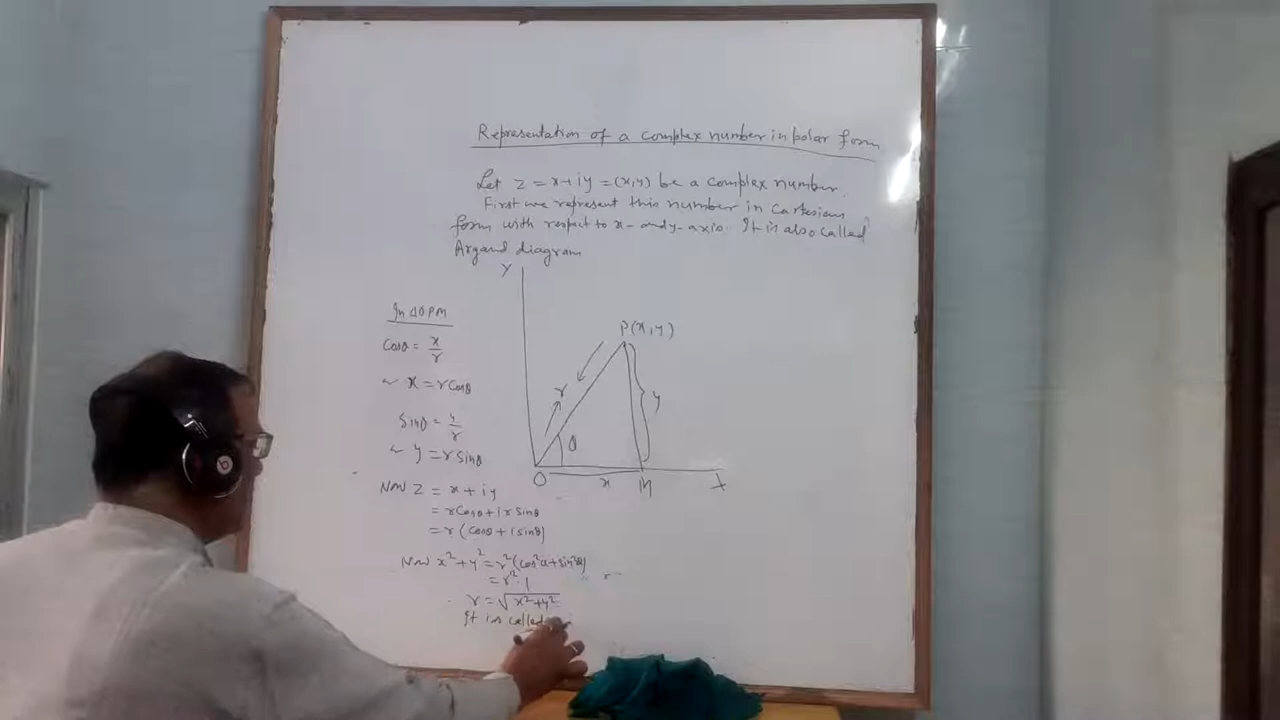 Representation of a complex number in polar form
Let z = x+iy = (x,y) be a complex number.
First we represent this number in Cartesian
form with respect to x- and y-axis. It is also called
Argand diagram
Y
In ΔOPM
P(x,y)
Cosθ = x/r
~ x = r Cosθ
r
y
Sinθ = y/r
θ
~ y = r Sinθ
O
x
M
X
Now z = x+iy
= r Cosθ + i r Sinθ
= r (Cosθ + i Sinθ)
Now x² + y² = r² (Cos²θ + Sin²θ)
= r² · 1
r = √x²+y²
It is called